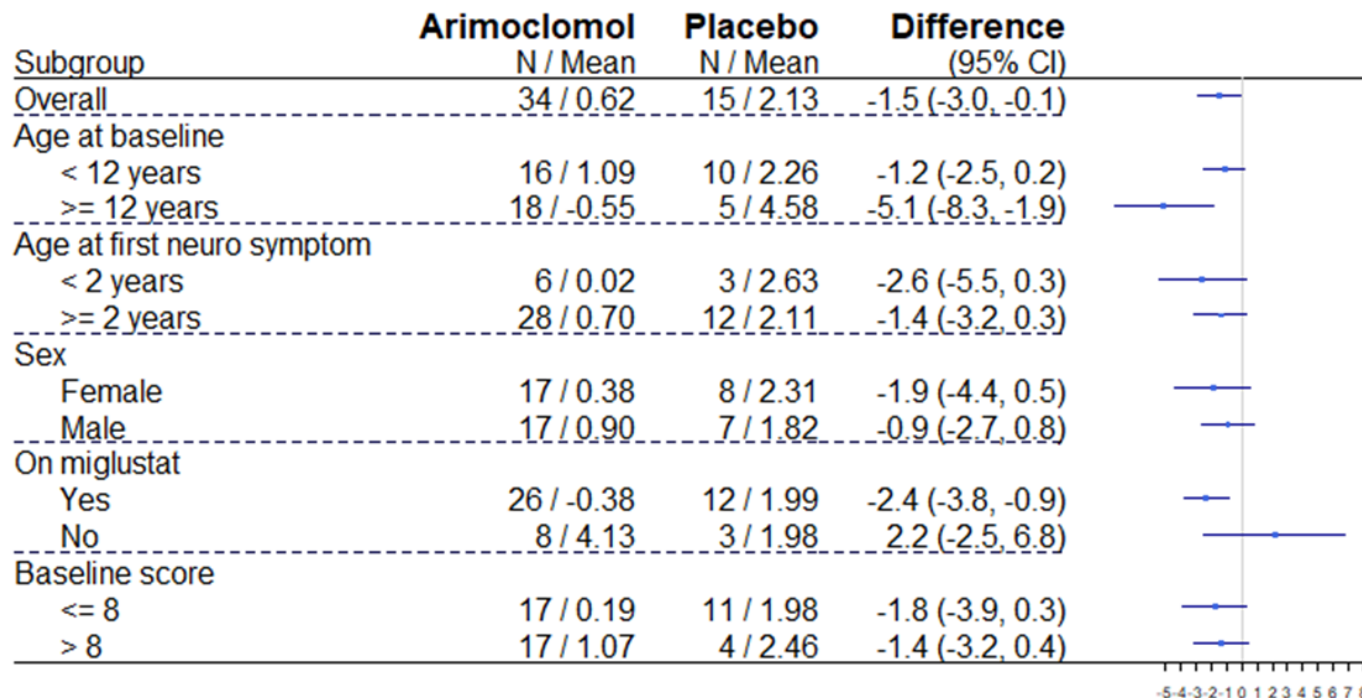 Arimoclomol Placebo Difference
Subgroup N / Mean N / Mean (95% CI)
Overall 34 / 0.62 15 / 2.13 -1.5 (-3.0, -0.1)
Age at baseline
< 12 years 16 / 1.09 10 / 2.26 -1.2 (-2.5, 0.2)
>= 12 years 18 / -0.55 5 / 4.58 -5.1 (-8.3, -1.9)
Age at first neuro symptom
< 2 years 6 / 0.02 3 / 2.63 -2.6 (-5.5, 0.3)
>= 2 years 28 / 0.70 12 / 2.11 -1.4 (-3.2, 0.3)
Sex
Female 17 / 0.38 8 / 2.31 -1.9 (-4.4, 0.5)
Male 17 / 0.90 7 / 1.82 -0.9 (-2.7, 0.8)
On miglustat
Yes 26 / -0.38 12 / 1.99 -2.4 (-3.8, -0.9)
No 8 / 4.13 3 / 1.98 2.2 (-2.5, 6.8)
Baseline score
<= 8 17 / 0.19 11 / 1.98 -1.8 (-3.9, 0.3)
> 8 17 / 1.07 4 / 2.46 -1.4 (-3.2, 0.4)
-5 -4 -3 -2 -1 0 1 2 3 4 5 6 7 8